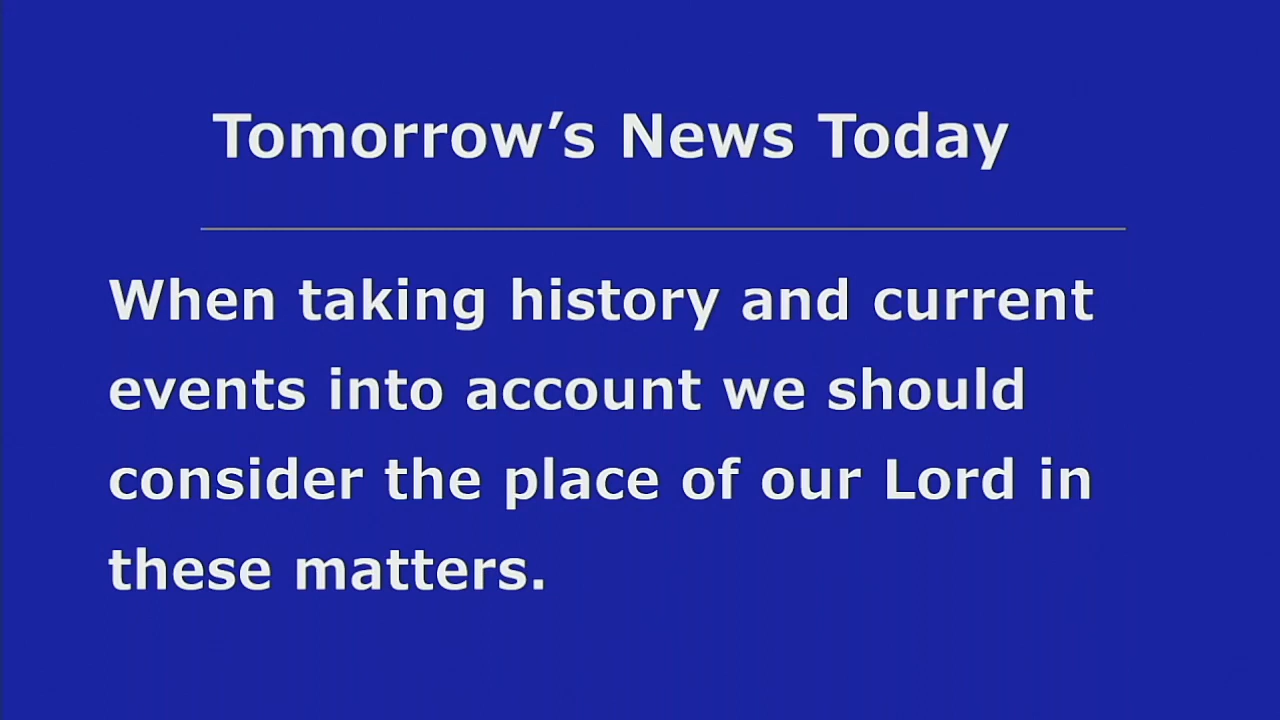 Tomorrow’s News Today
When taking history and current
events into account we should
consider the place of our Lord in
these matters.